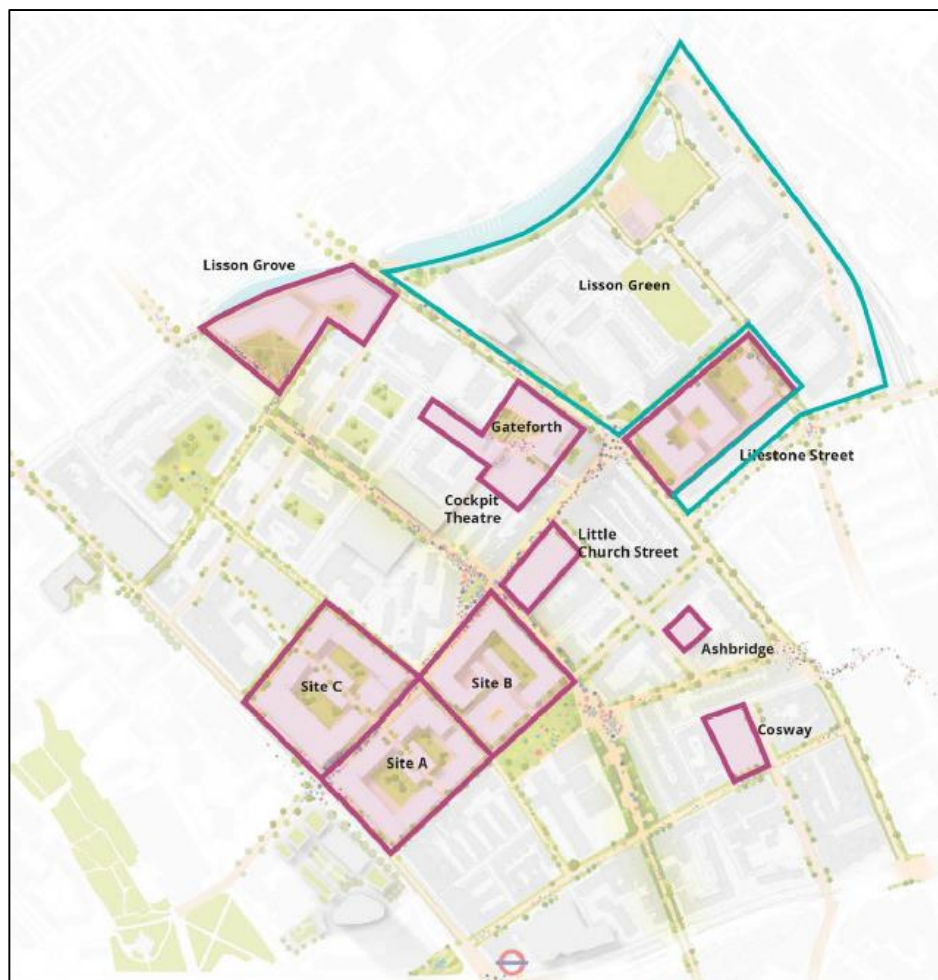 Lisson Grove
Lisson Green
Gateforth
Lilestone Street
Cockpit
Theatre
Little
Church Street
Ashbridge
Site C
Site B
Cosway
Site A